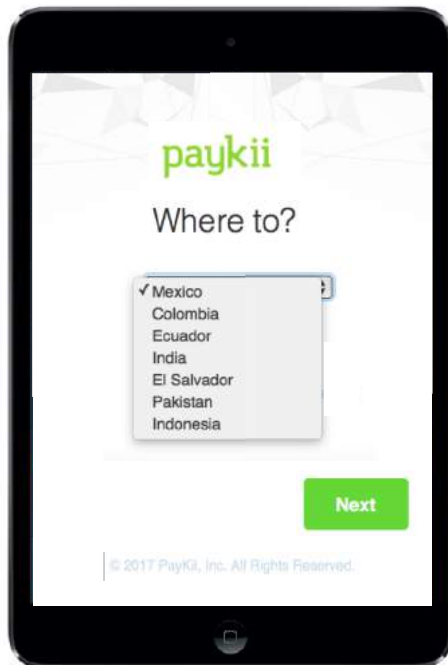 paykii
Where to?
✓ Mexico
Colombia
Ecuador
India
El Salvador
Pakistan
Indonesia
Next
© 2017 PayKii, Inc. All Rights Reserved.